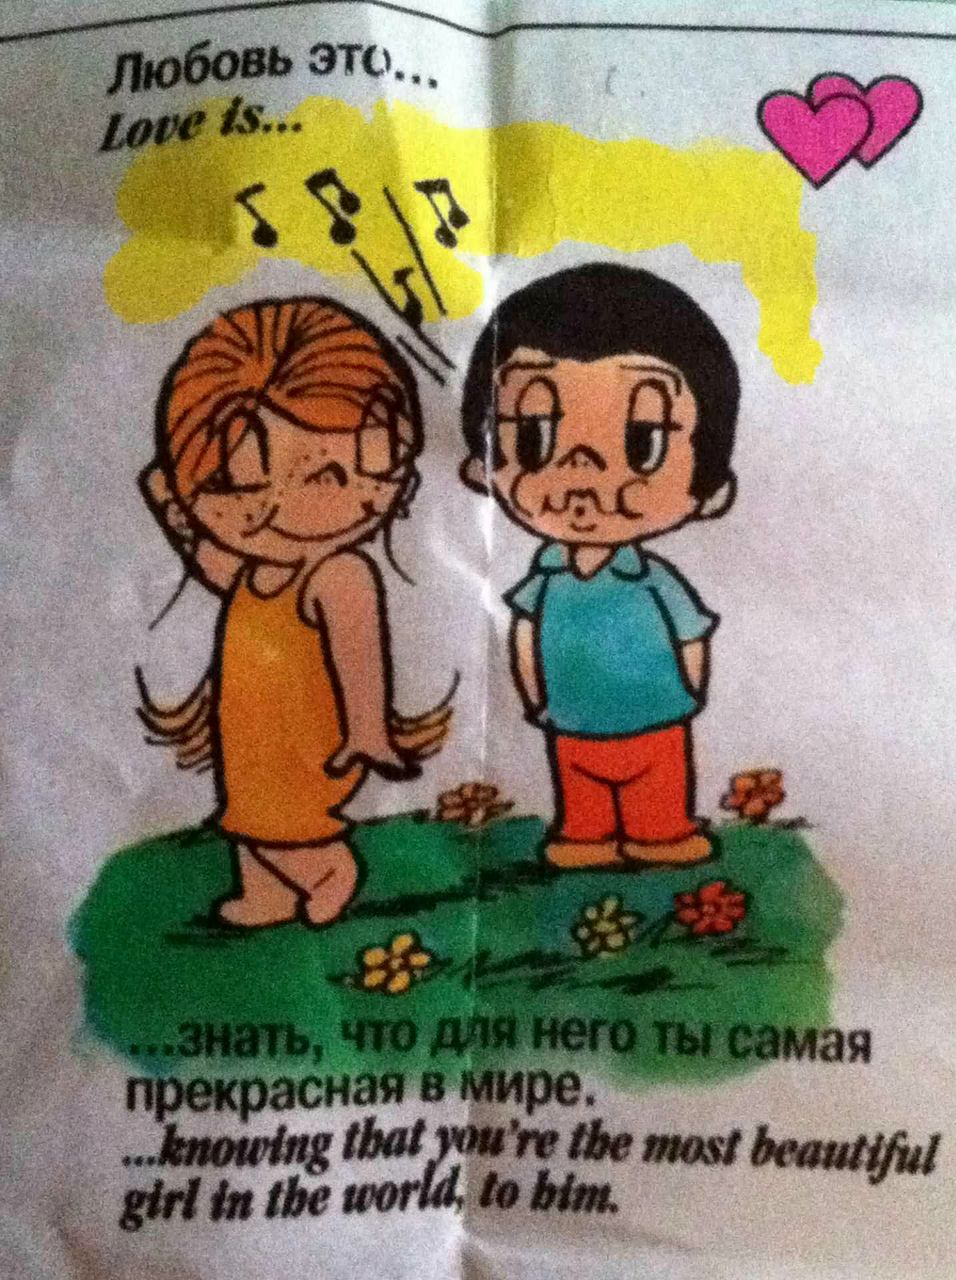 Любовь это...
Love is...
...знать, что для него ты самая
прекрасная в мире.
...knowing that you're the most beautiful
girl in the world, to him.